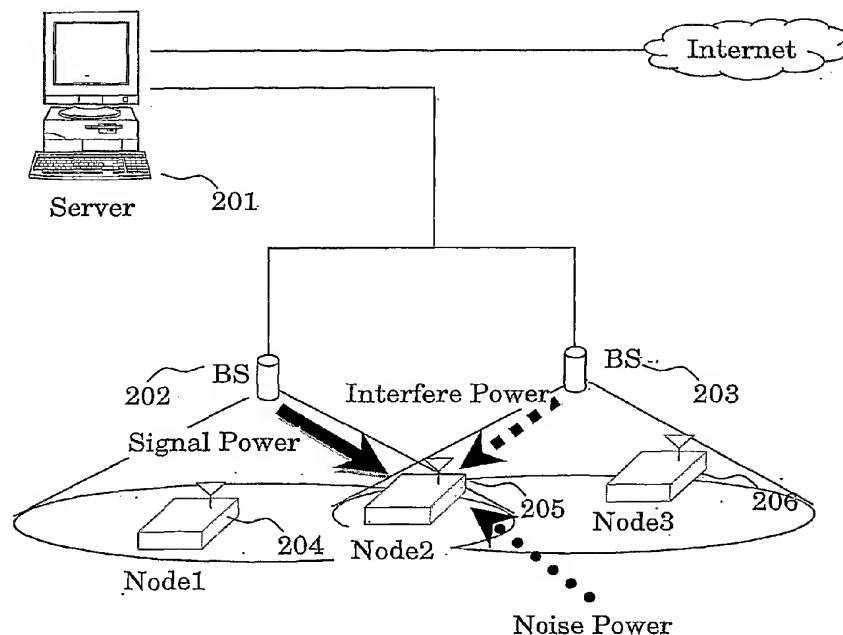 Internet
Server
201
202
BS
BS
203
Interfere Power
Signal Power
204
205
206
Node1
Node2
Node3
Noise Power